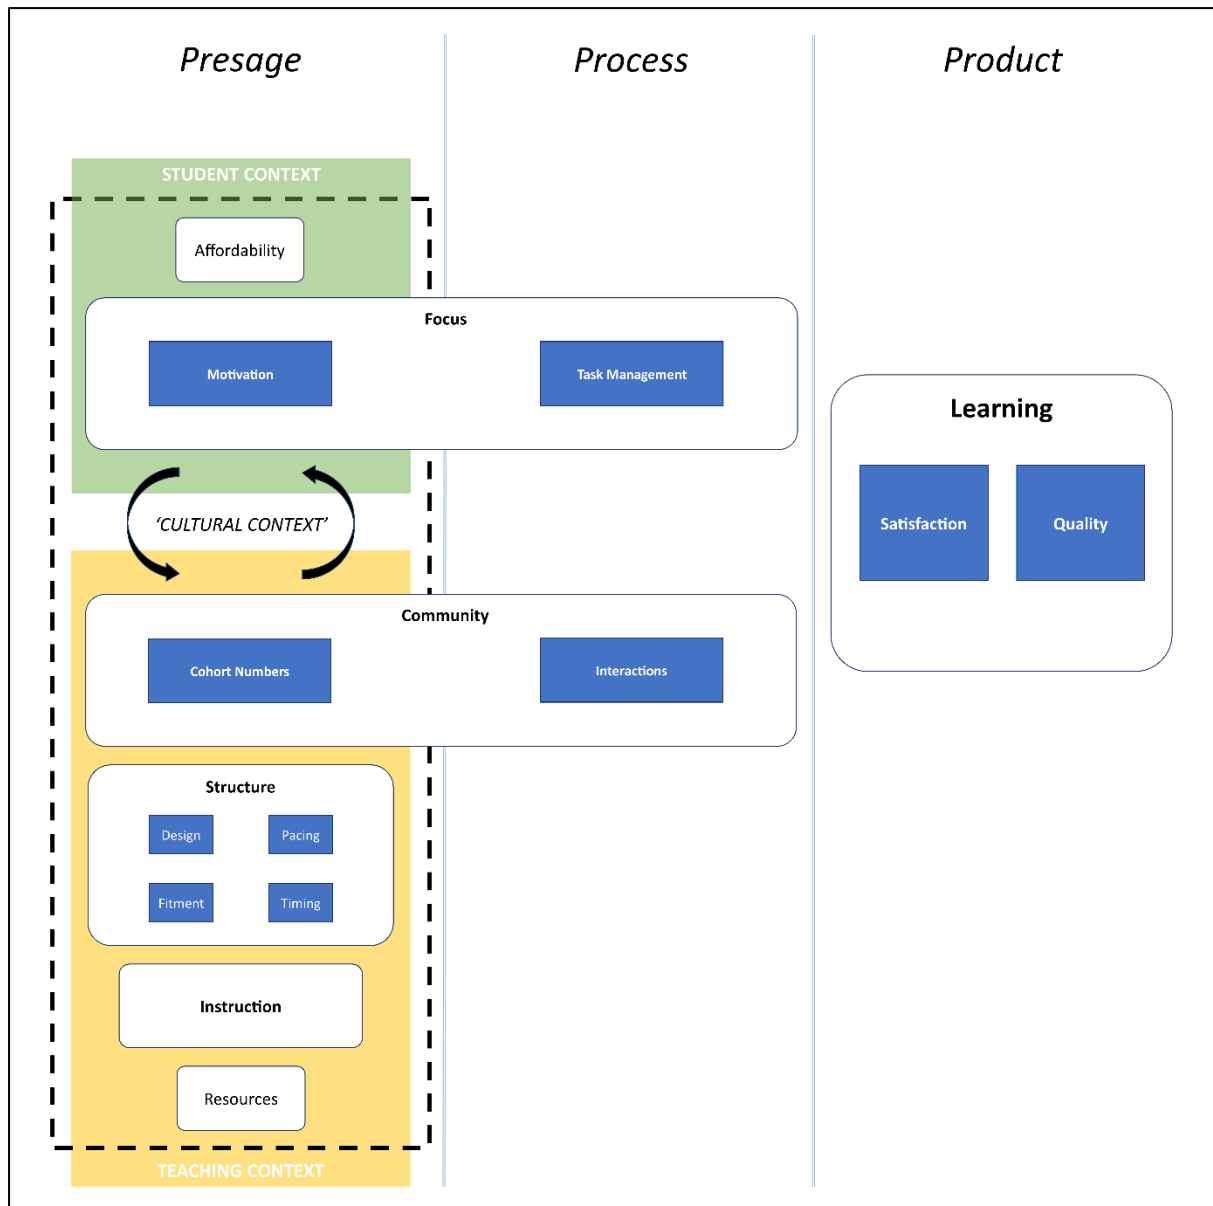 Presage
Process
Product
STUDENT CONTEXT
Affordability
Focus
Motivation
Task Management
Learning
Satisfaction
Quality
‘CULTURAL CONTEXT’
Community
Cohort Numbers
Interactions
Structure
Design
Pacing
Fitment
Timing
Instruction
Resources
TEACHING CONTEXT